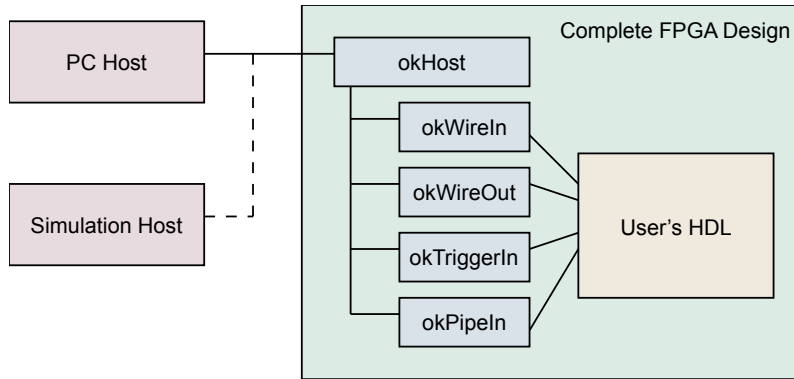 Complete FPGA Design
PC Host
okHost
okWireIn
okWireOut
Simulation Host
User's HDL
okTriggerIn
okPipeIn